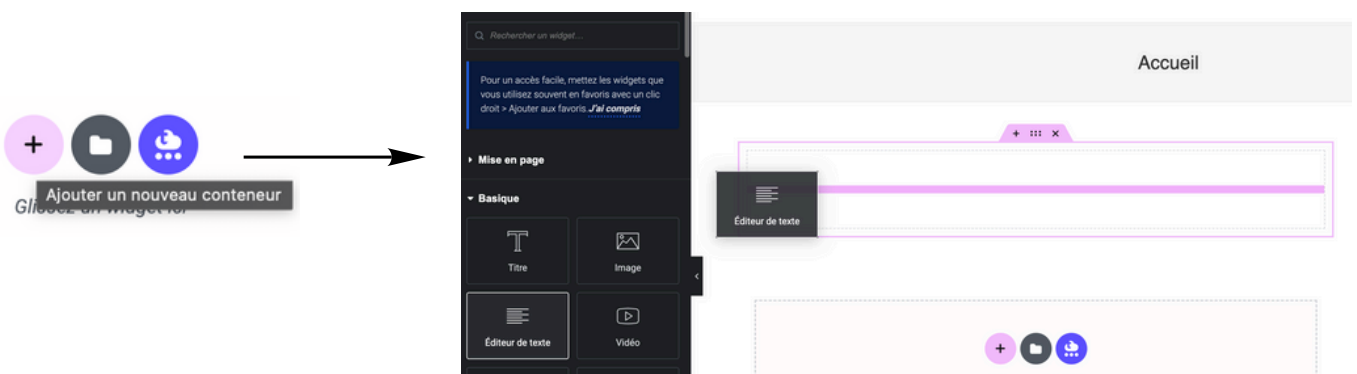 Ajouter un nouveau conteneur
Glissez un widget ici
Rechercher un widget...
Pour un accès facile, mettez les widgets que
vous utilisez souvent en favoris avec un clic
droit > Ajouter aux favoris. J'ai compris
Mise en page
Basique
Titre
Image
Éditeur de texte
Vidéo
Accueil
Éditeur de texte